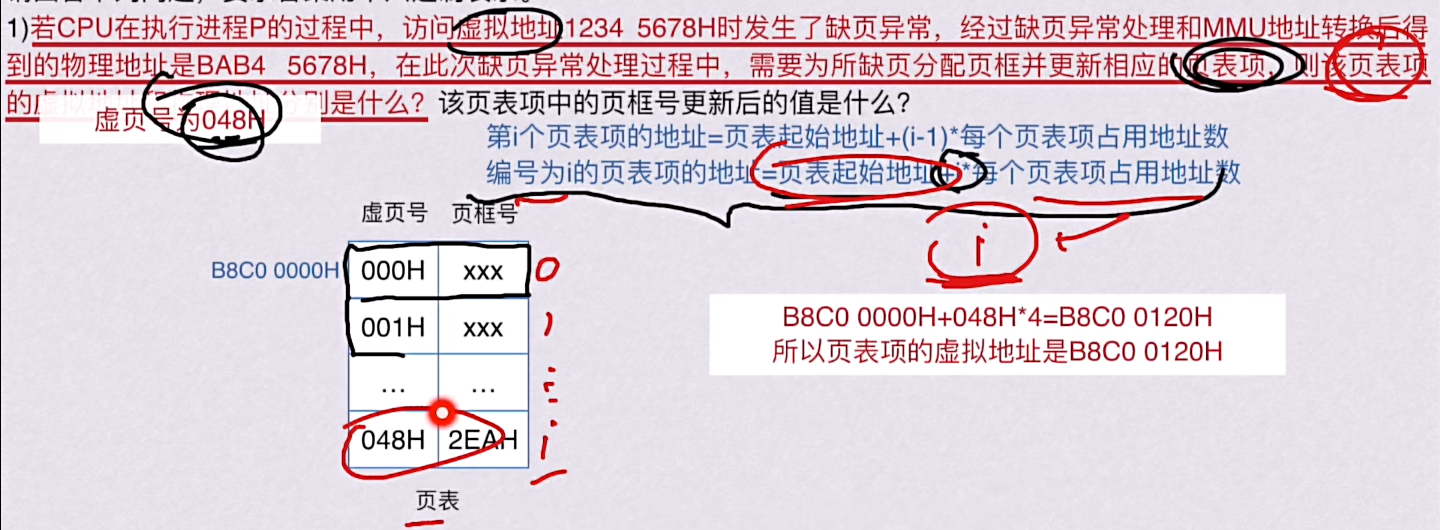 1)若CPU在执行进程P的过程中，访问虚拟地址1234 5678H时发生了缺页异常，经过缺页异常处理和MMU地址转换后得
到的物理地址是BAB4 5678H，在此次缺页异常处理过程中，需要为所缺页分配页框并更新相应的页表项，则该页表项
的虚拟地址 分别是什么？该页表项中的页框号更新后的值是什么？
虚页号为048H
第i个页表项的地址=页表起始地址+(i-1)*每个页表项占用地址数
编号为i的页表项的地址=页表起始地址+i*每个页表项占用地址数
i
虚页号 页框号
B8C0 0000H 000H xxx 0
001H xxx 1
... ... ⋮
048H 2EAH i
页表
B8C0 0000H+048H*4=B8C0 0120H
所以页表项的虚拟地址是B8C0 0120H